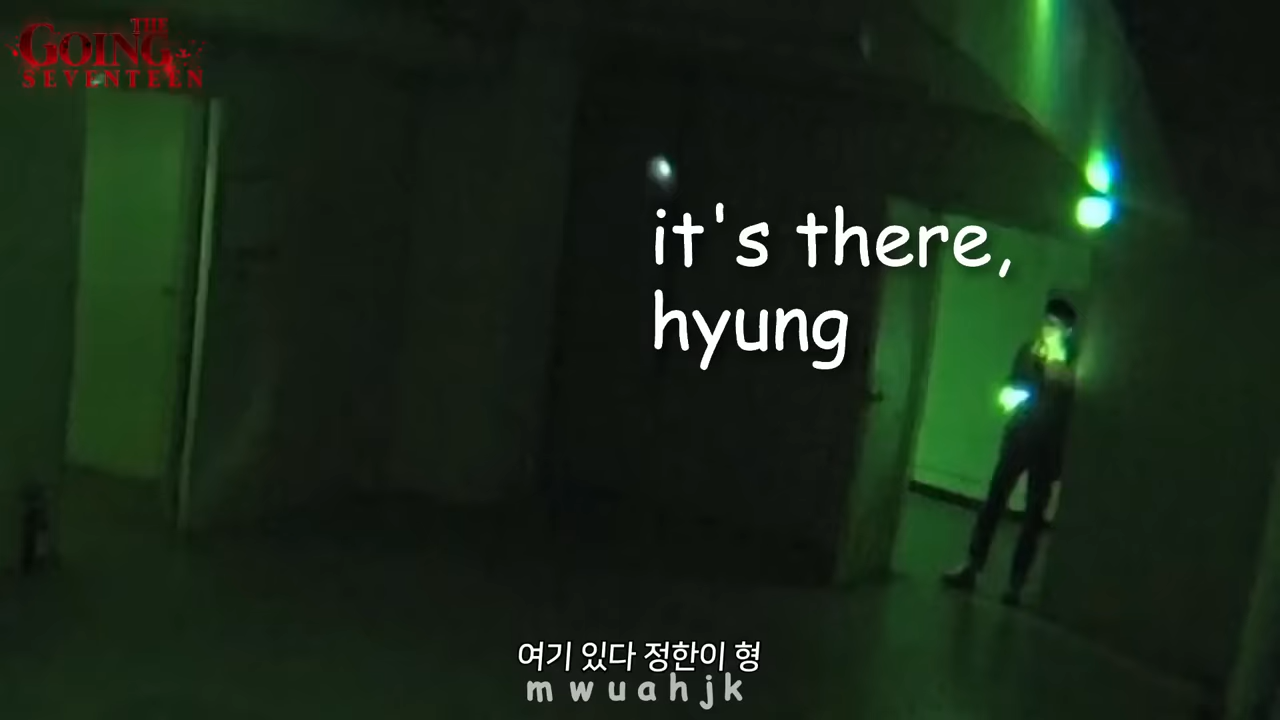 THE
GOING
SEVENTEEN
it's there,
hyung
여기 있다 정한이 형
mwuahjk